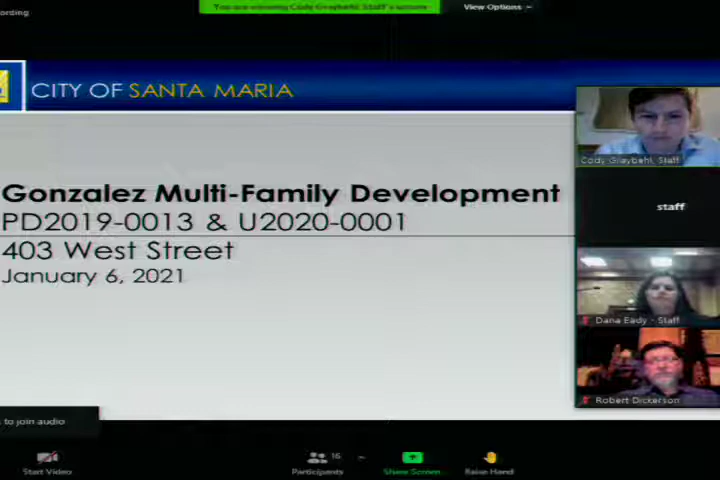 ording
You are viewing Cody Graybehl, Staff's screen
View Options
CITY OF SANTA MARIA
Gonzalez Multi-Family Development
PD2019-0013 & U2020-0001
403 West Street
January 6, 2021
Cody Graybehl, Staff
staff
Dana Eady - Staff
Robert Dickerson
s to join audio
16
Start Video
Participants
Share Screen
Raise Hand